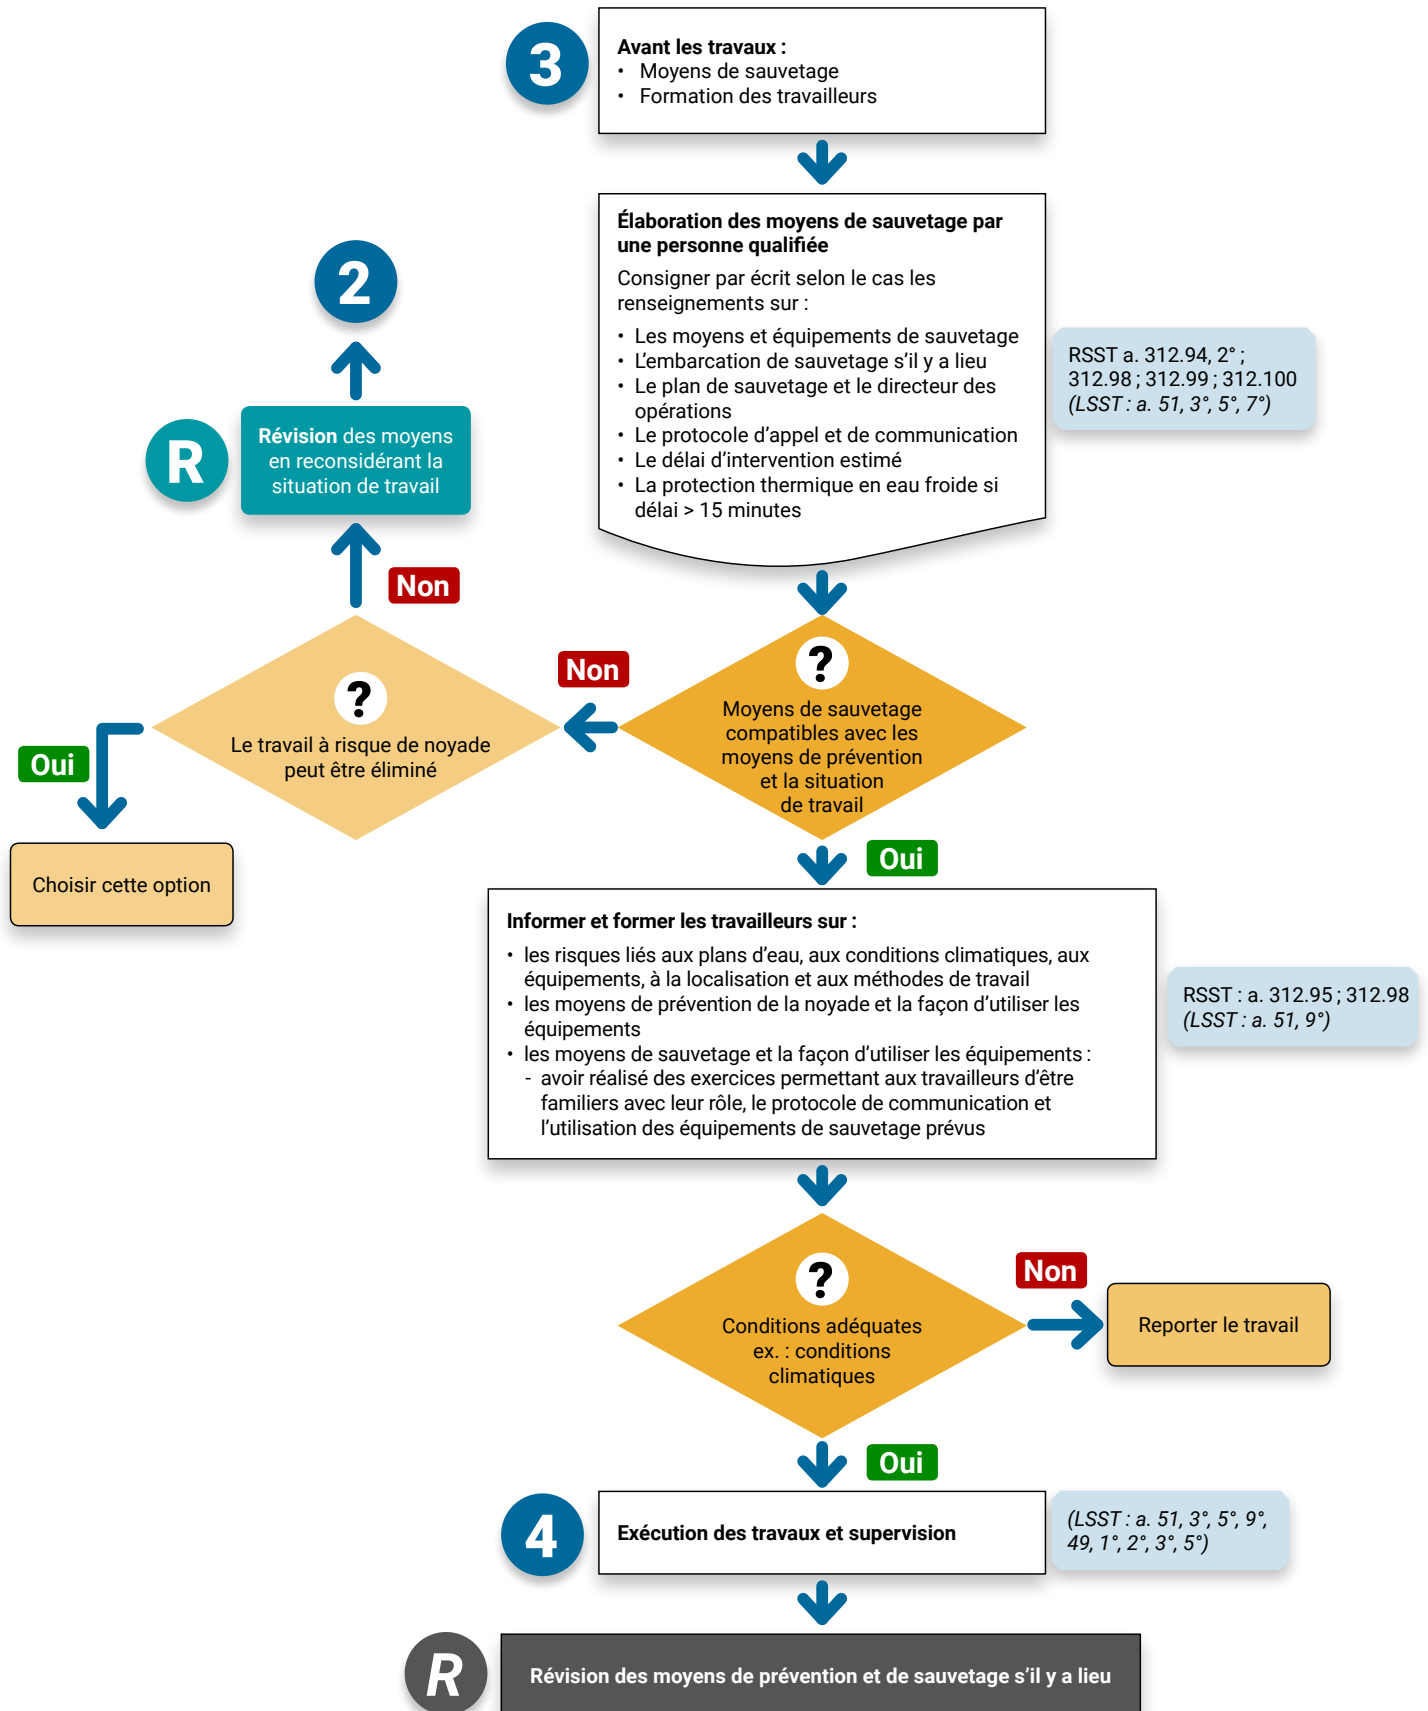 3
Avant les travaux :
• Moyens de sauvetage
• Formation des travailleurs
Élaboration des moyens de sauvetage par
une personne qualifiée
Consigner par écrit selon le cas les
renseignements sur :
• Les moyens et équipements de sauvetage
• L’embarcation de sauvetage s’il y a lieu
• Le plan de sauvetage et le directeur des
opérations
• Le protocole d’appel et de communication
• Le délai d’intervention estimé
• La protection thermique en eau froide si
délai > 15 minutes
RSST a. 312.94, 2° ;
312.98 ; 312.99 ; 312.100
(LSST : a. 51, 3°, 5°, 7°)
2
R
Révision des moyens
en reconsidérant la
situation de travail
Non
?
Le travail à risque de noyade
peut être éliminé
Non
?
Moyens de sauvetage
compatibles avec les
moyens de prévention
et la situation
de travail
Oui
Choisir cette option
Oui
Informer et former les travailleurs sur :
• les risques liés aux plans d’eau, aux conditions climatiques, aux
équipements, à la localisation et aux méthodes de travail
• les moyens de prévention de la noyade et la façon d’utiliser les
équipements
• les moyens de sauvetage et la façon d’utiliser les équipements :
- avoir réalisé des exercices permettant aux travailleurs d’être
familiers avec leur rôle, le protocole de communication et
l’utilisation des équipements de sauvetage prévus
RSST : a. 312.95 ; 312.98
(LSST : a. 51, 9°)
?
Conditions adéquates
ex. : conditions
climatiques
Non
Reporter le travail
Oui
4
Exécution des travaux et supervision
(LSST : a. 51, 3°, 5°, 9°,
49, 1°, 2°, 3°, 5°)
R
Révision des moyens de prévention et de sauvetage s’il y a lieu